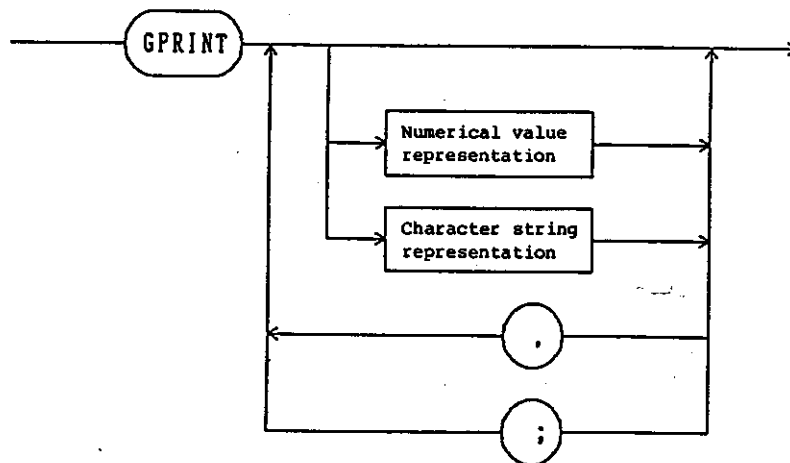 GPRINT
Numerical value
representation
Character string
representation
,
;